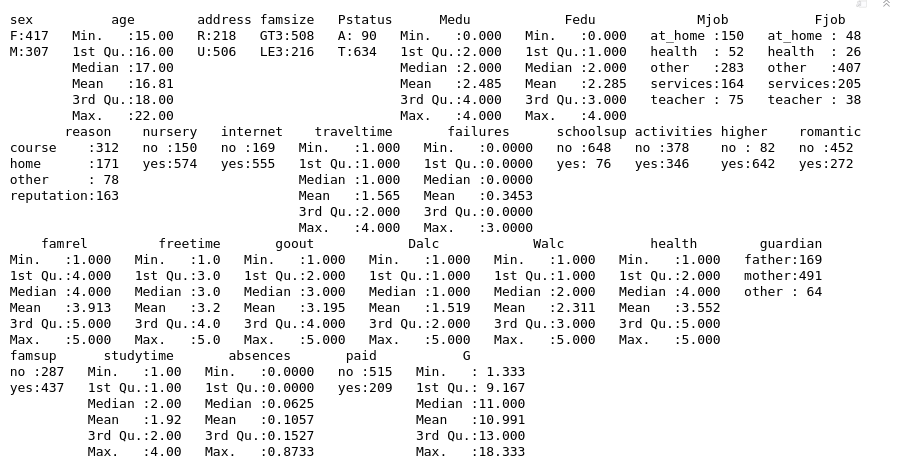 sex          age        address famsize   Pstatus      Medu            Fedu             Mjob           Fjob
F:417   Min.   :15.00   R:218   GT3:508   A: 90   Min.   :0.000   Min.   :0.000   at_home :150   at_home : 48
M:307   1st Qu.:16.00   U:506   LE3:216   T:634   1st Qu.:2.000   1st Qu.:1.000   health  : 52   health  : 26
        Median :17.00                             Median :2.000   Median :2.000   other   :283   other   :407
        Mean   :16.81                             Mean   :2.485   Mean   :2.285   services:164   services:205
        3rd Qu.:18.00                             3rd Qu.:4.000   3rd Qu.:3.000   teacher : 75   teacher : 38
        Max.   :22.00                             Max.   :4.000   Max.   :4.000
       reason    nursery   internet    traveltime       failures      schoolsup activities higher    romantic
course    :312   no :150   no :169   Min.   :1.000   Min.   :0.0000   no :648   no :378    no : 82   no :452
home      :171   yes:574   yes:555   1st Qu.:1.000   1st Qu.:0.0000   yes: 76   yes:346    yes:642   yes:272
other     : 78                       Median :1.000   Median :0.0000
reputation:163                       Mean   :1.565   Mean   :0.3453
                                     3rd Qu.:2.000   3rd Qu.:0.0000
                                     Max.   :4.000   Max.   :3.0000
    famrel         freetime       goout            Dalc            Walc           health        guardian
Min.   :1.000   Min.   :1.0   Min.   :1.000   Min.   :1.000   Min.   :1.000   Min.   :1.000   father:169
1st Qu.:4.000   1st Qu.:3.0   1st Qu.:2.000   1st Qu.:1.000   1st Qu.:1.000   1st Qu.:2.000   mother:491
Median :4.000   Median :3.0   Median :3.000   Median :1.000   Median :2.000   Median :4.000   other : 64
Mean   :3.913   Mean   :3.2   Mean   :3.195   Mean   :1.519   Mean   :2.311   Mean   :3.552
3rd Qu.:5.000   3rd Qu.:4.0   3rd Qu.:4.000   3rd Qu.:2.000   3rd Qu.:3.000   3rd Qu.:5.000
Max.   :5.000   Max.   :5.0   Max.   :5.000   Max.   :5.000   Max.   :5.000   Max.   :5.000
famsup      studytime       absences       paid           G
no :287   Min.   :1.00   Min.   :0.0000   no :515   Min.   : 1.333
yes:437   1st Qu.:1.00   1st Qu.:0.0000   yes:209   1st Qu.: 9.167
          Median :2.00   Median :0.0625             Median :11.000
          Mean   :1.92   Mean   :0.1057             Mean   :10.991
          3rd Qu.:2.00   3rd Qu.:0.1527             3rd Qu.:13.000
          Max.   :4.00   Max.   :0.8733             Max.   :18.333